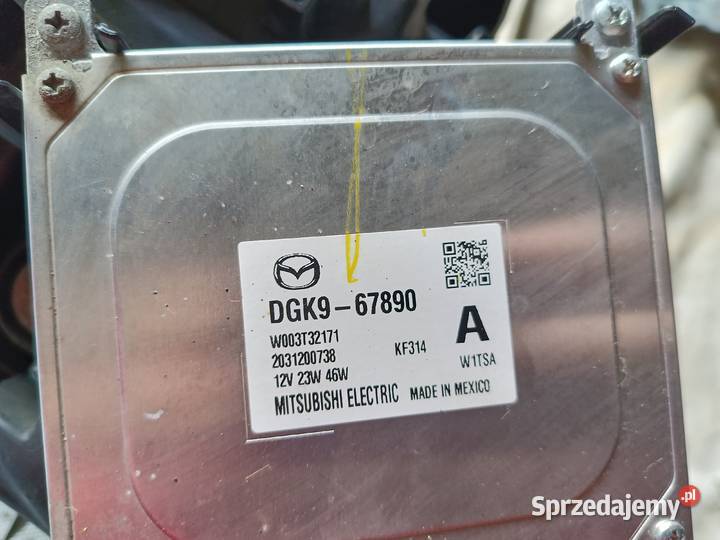 DGK9-67890
W003T32171
2031200738 KF314 A
12V 23W 46W W1TSA
MITSUBISHI ELECTRIC MADE IN MEXICO
Sprzedajemy.pl